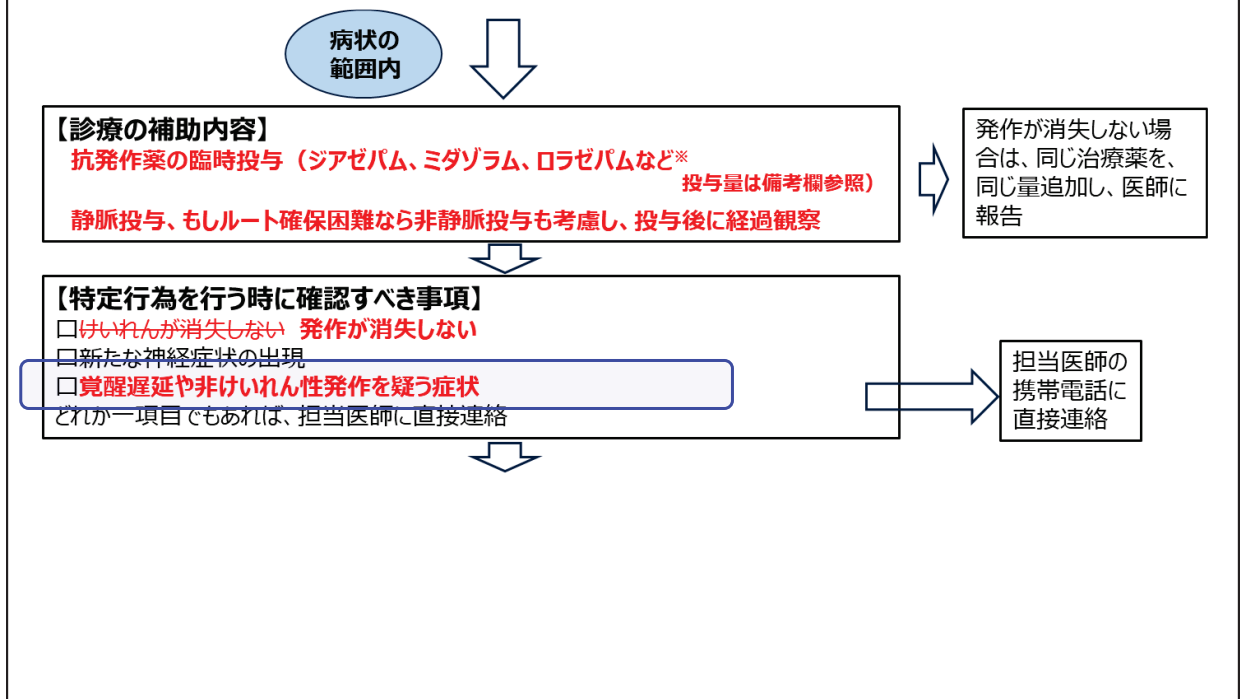 病状の
範囲内
【診療の補助内容】
抗発作薬の臨時投与（ジアゼパム、ミダゾラム、ロラゼパムなど※
投与量は備考欄参照）
静脈投与、もしルート確保困難なら非静脈投与も考慮し、投与後に経過観察
発作が消失しない場
合は、同じ治療薬を、
同じ量追加し、医師に
報告
【特定行為を行う時に確認すべき事項】
□けいれんが消失しない 発作が消失しない
□新たな神経症状の出現
□覚醒遅延や非けいれん性発作を疑う症状
どれか一項目でもあれば、担当医師に直接連絡
担当医師の
携帯電話に
直接連絡